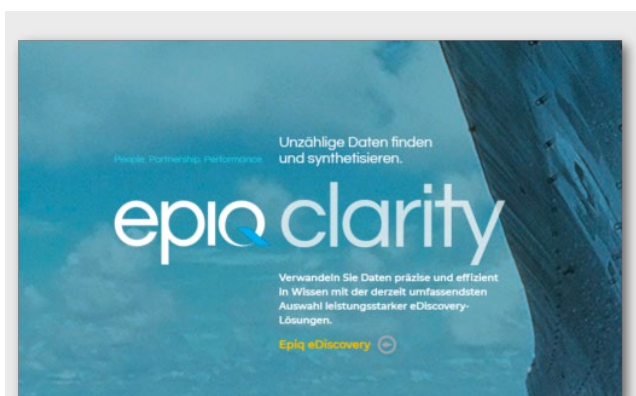 Unzählige Daten finden
und synthetisieren.
People. Partnership. Performance.
epiq clarity
Verwandeln Sie Daten präzise und effizient
in Wissen mit der derzeit umfassendsten
Auswahl leistungsstarker eDiscovery-
Lösungen.
Epiq eDiscovery